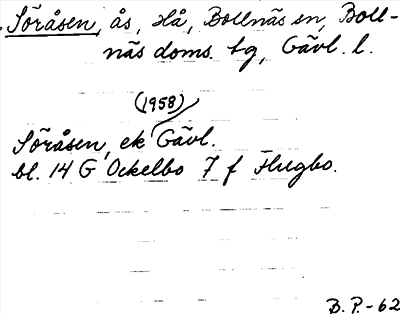 Söråsen, ås, Hå, Bollnäs sn, Boll-
näs doms. tg, Gävl. l.
(1958)
Söråsen, ek Gävl.
bl. 14 G Ockelbo 7 f Flugbo.
B. P. - 62